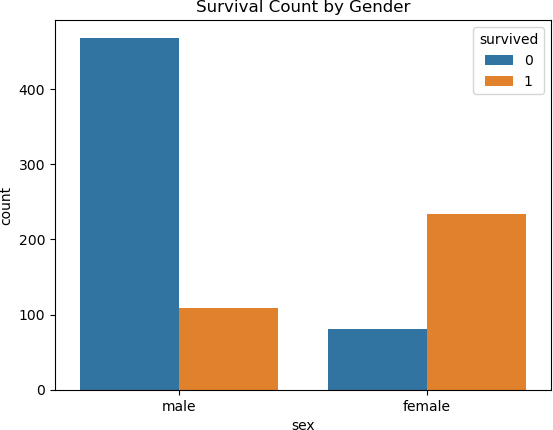 Survival Count by Gender
survived
0
1
count
400
300
200
100
0
male female
sex